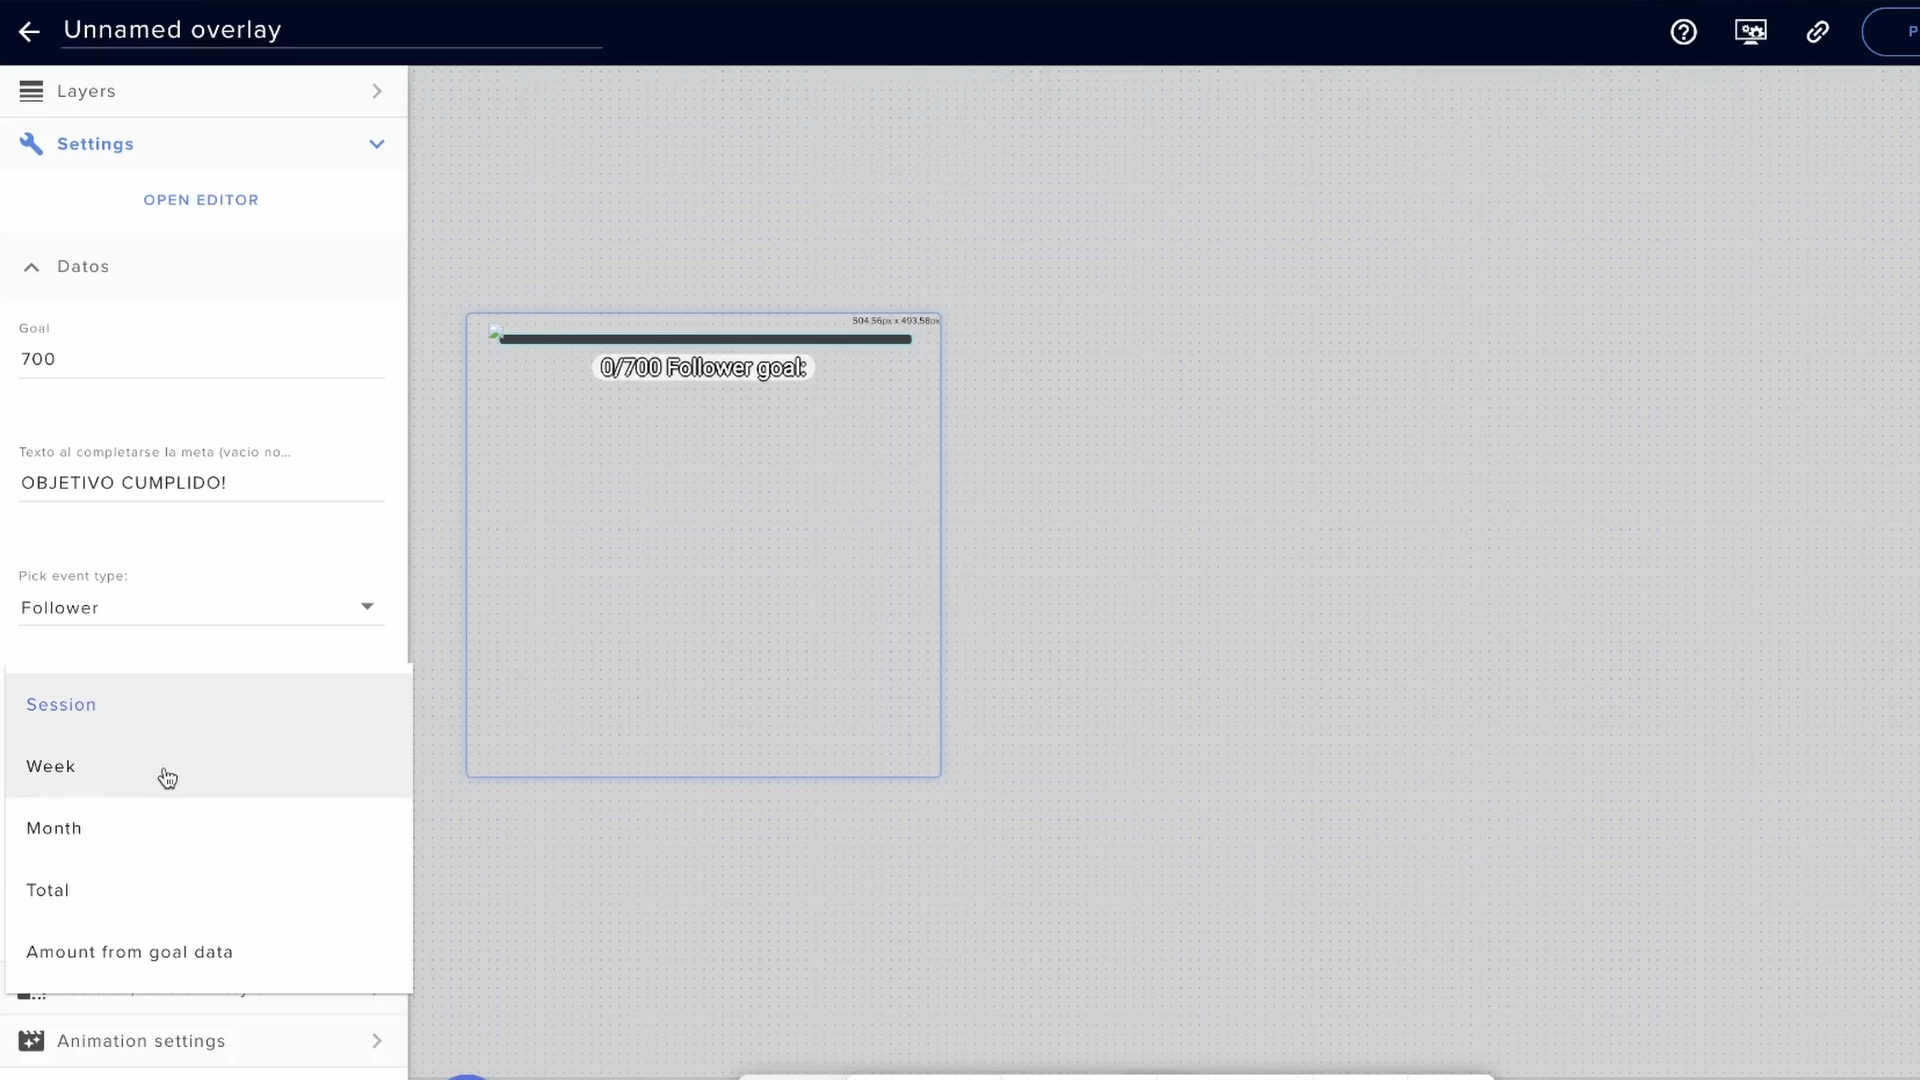 Unnamed overlay
P
Layers
Settings
OPEN EDITOR
Datos
Goal
700
Texto al completarse la meta (vacio no...
OBJETIVO CUMPLIDO!
Pick event type:
Follower
Session
Week
Month
Total
Amount from goal data
Animation settings
504.56px x 493.58px
0/700 Follower goal: